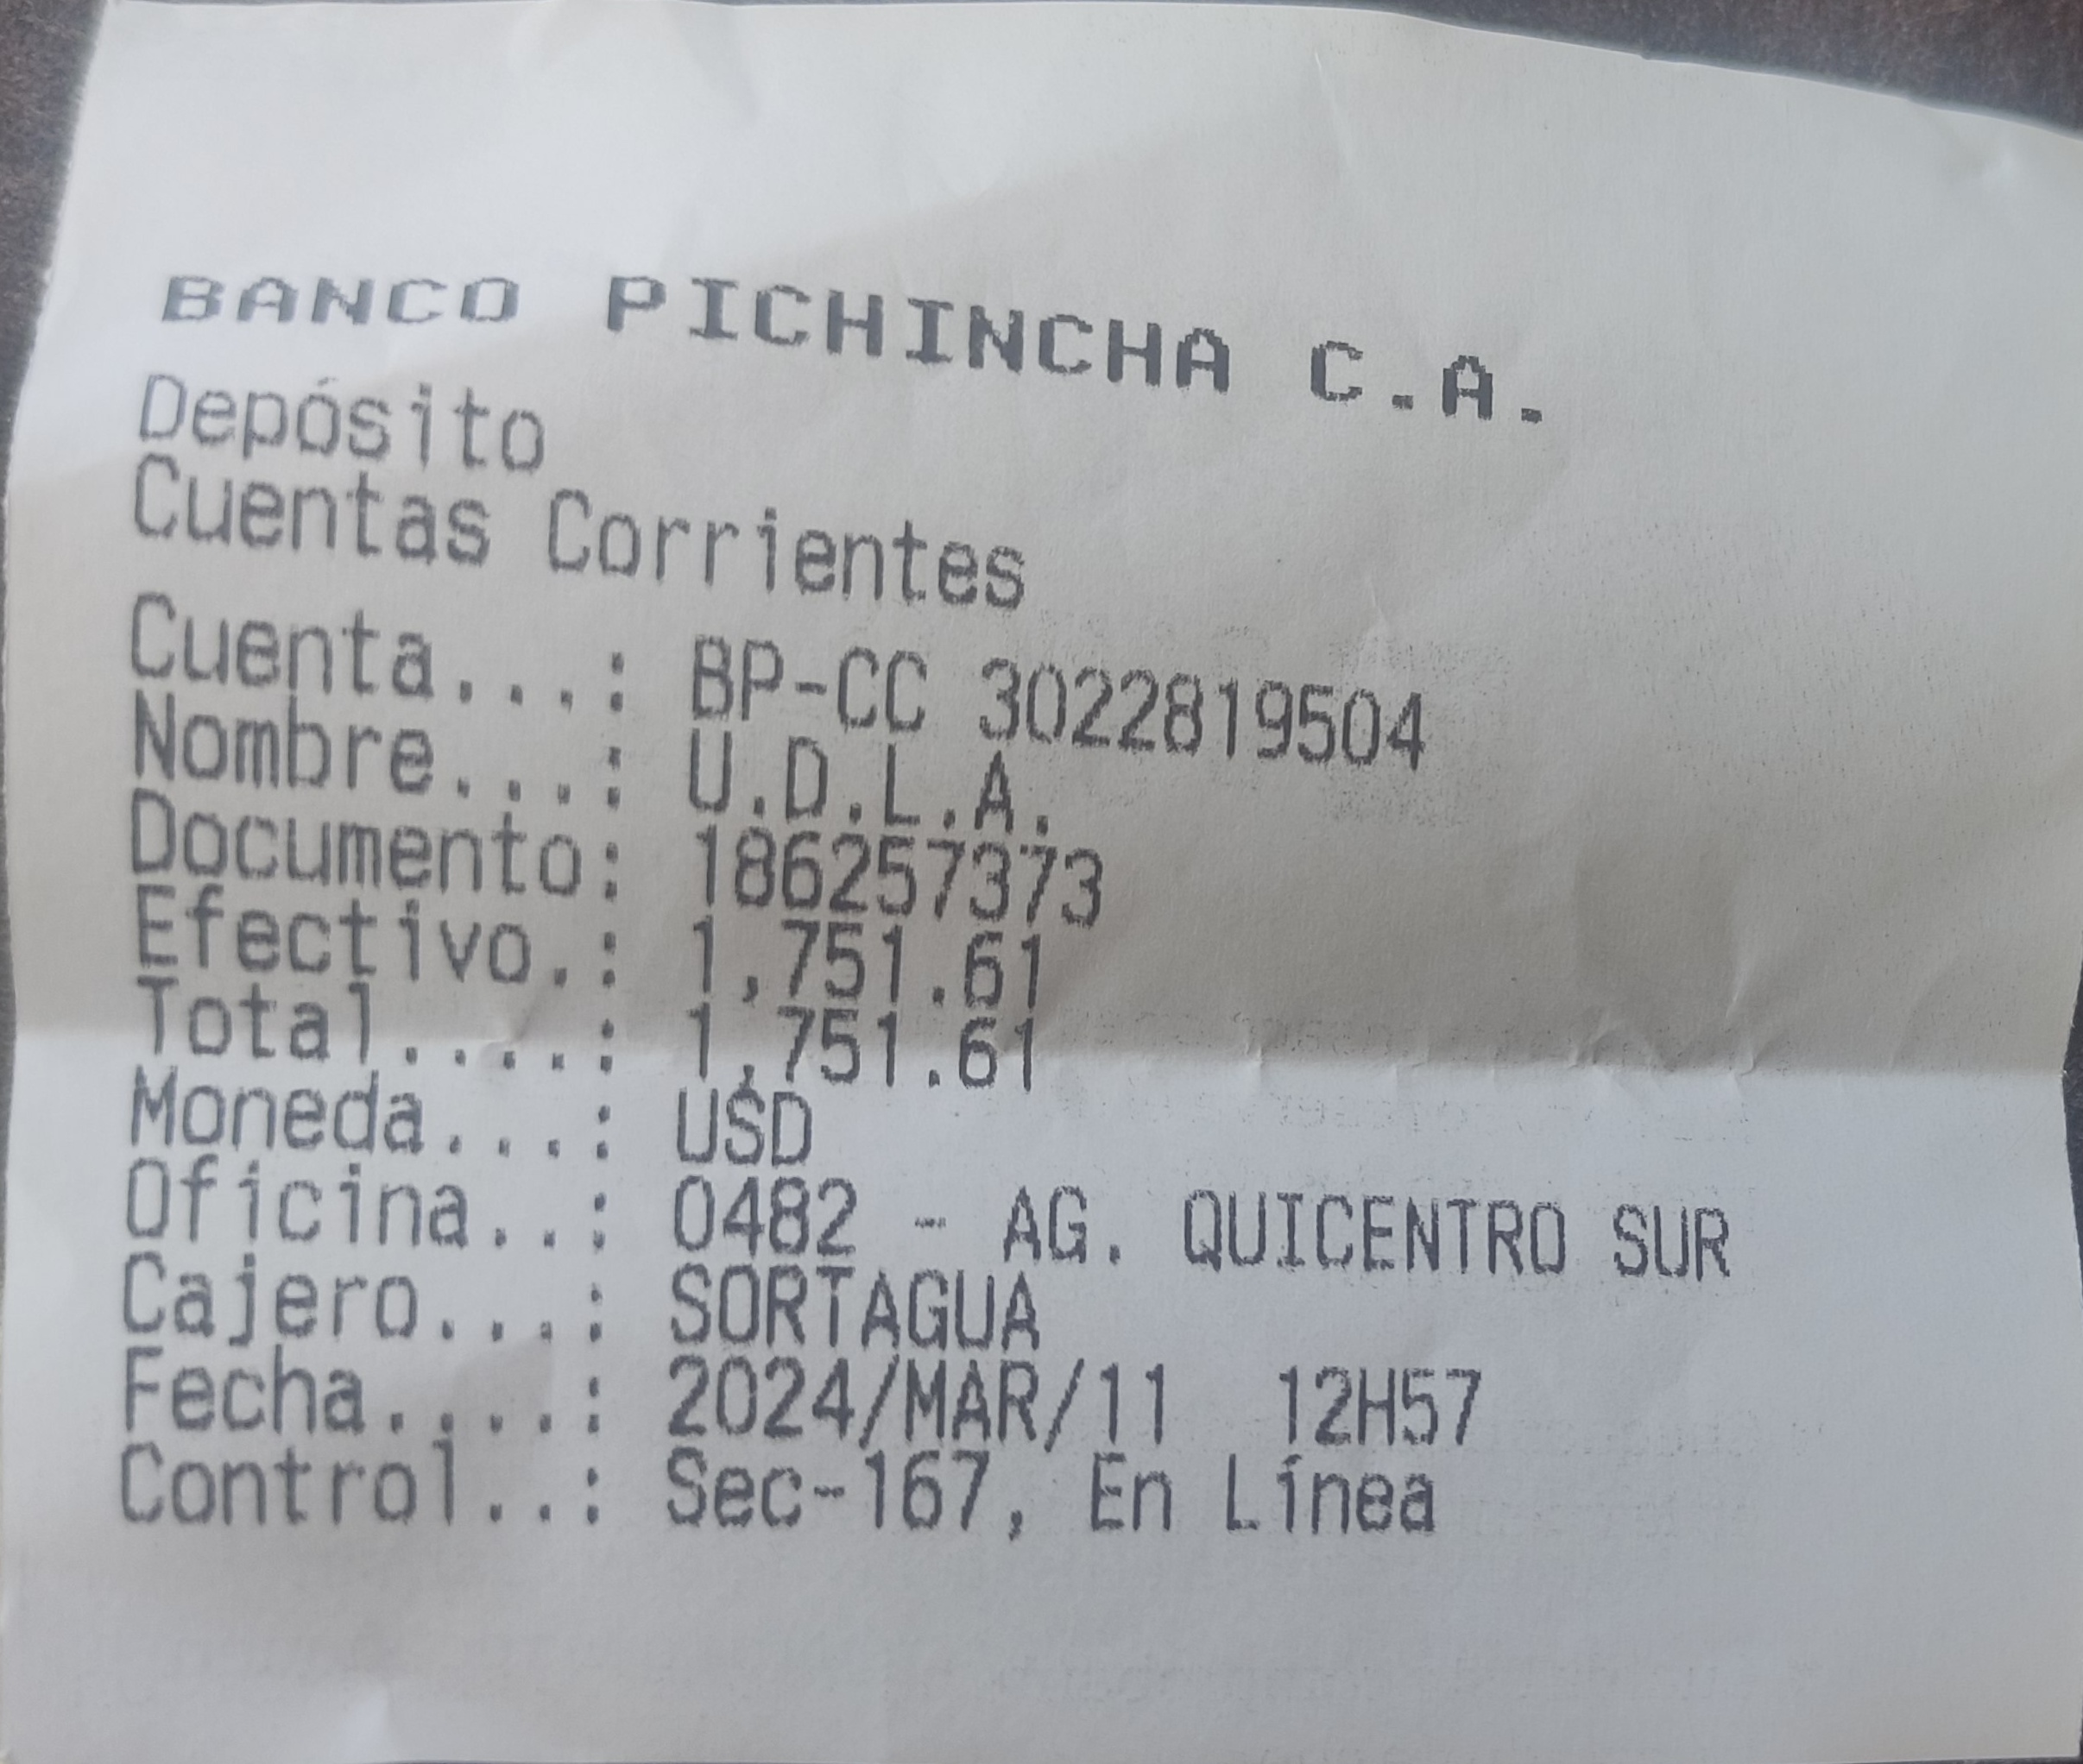 BANCO PICHINCHA C.A.
Depósito
Cuentas Corrientes
Cuenta...: BP-CC 3022819504
Nombre...: U.D.L.A.
Documento: 186257373
Efectivo.: 1,751.61
Total....: 1,751.61
Moneda...: USD
Oficina..: 0482 - AG. QUICENTRO SUR
Cajero...: SORTAGUA
Fecha....: 2024/MAR/11  12H57
Control..: Sec-167, En Línea